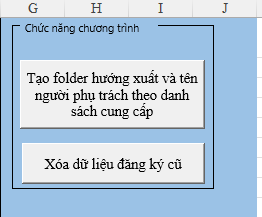 G H I J
Chức năng chương trình
Tạo folder hướng xuất và tên
người phụ trách theo danh
sách cung cấp
Xóa dữ liệu đăng ký cũ